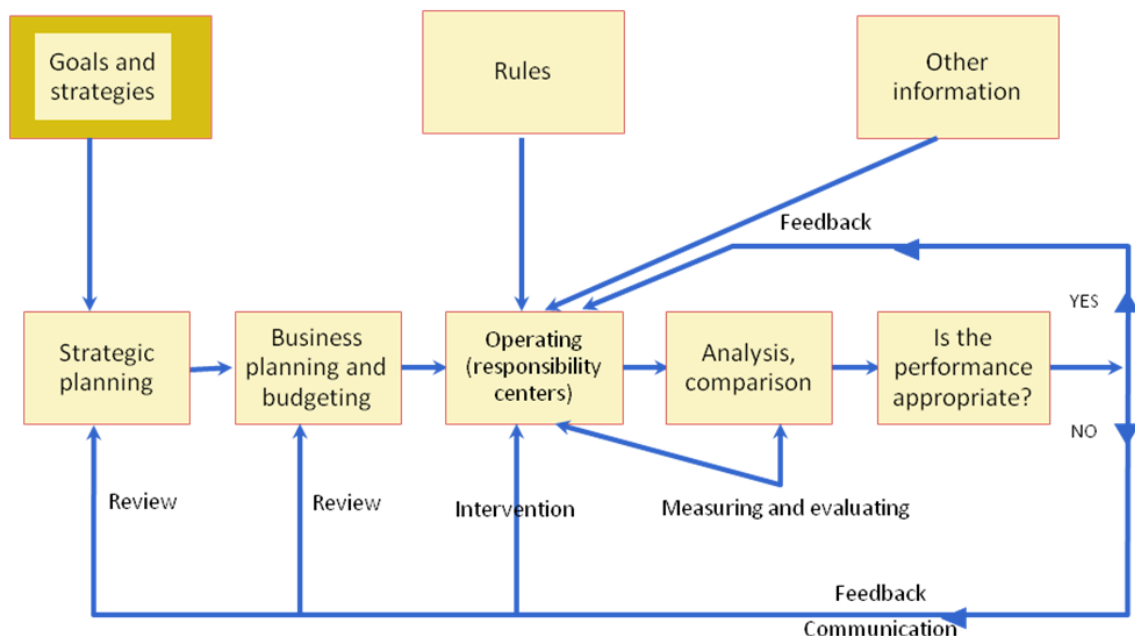 Goals and
strategies
Rules
Other
information
Feedback
YES
Strategic
planning
Business
planning and
budgeting
Operating
(responsibility
centers)
Analysis,
comparison
Is the
performance
appropriate?
NO
Review
Review
Intervention
Measuring and evaluating
Feedback
Communication